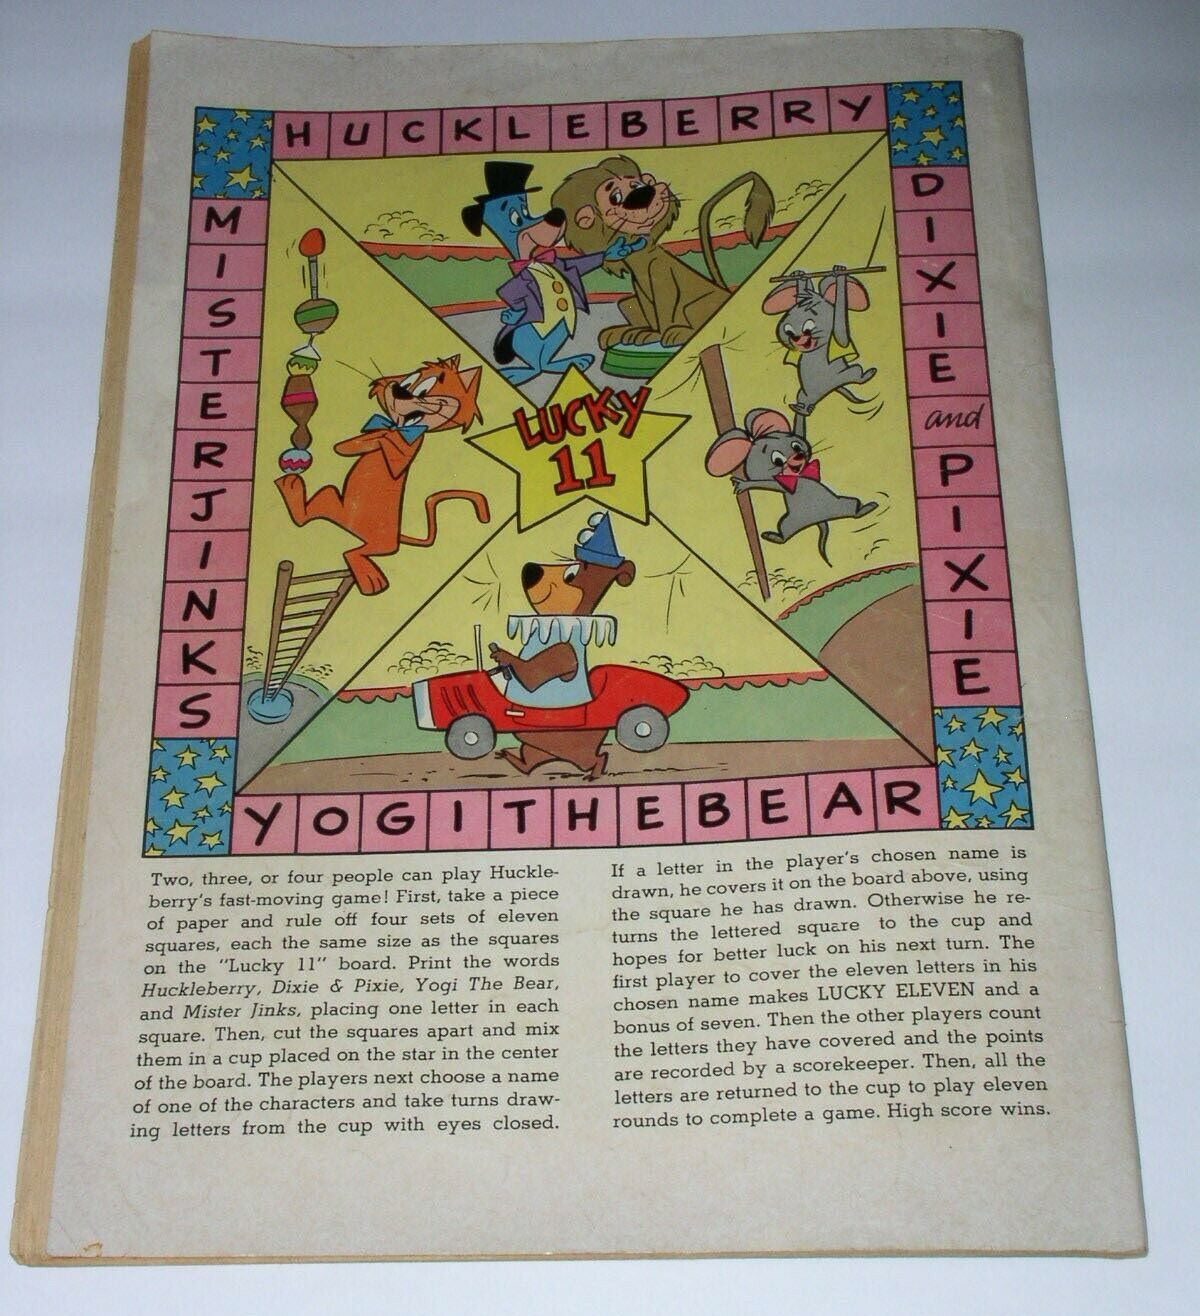 HUCKLEBERRY
MISTERJINKS
DIXIE and PIXIE
LUCKY
11
YOGITHEBEAR
Two, three, or four people can play Huckle-
berry's fast-moving game! First, take a piece
of paper and rule off four sets of eleven
squares, each the same size as the squares
on the "Lucky 11" board. Print the words
Huckleberry, Dixie & Pixie, Yogi The Bear,
and Mister Jinks, placing one letter in each
square. Then, cut the squares apart and mix
them in a cup placed on the star in the center
of the board. The players next choose a name
of one of the characters and take turns draw-
ing letters from the cup with eyes closed.
If a letter in the player's chosen name is
drawn, he covers it on the board above, using
the square he has drawn. Otherwise he re-
turns the lettered square to the cup and
hopes for better luck on his next turn. The
first player to cover the eleven letters in his
chosen name makes LUCKY ELEVEN and a
bonus of seven. Then the other players count
the letters they have covered and the points
are recorded by a scorekeeper. Then, all the
letters are returned to the cup to play eleven
rounds to complete a game. High score wins.